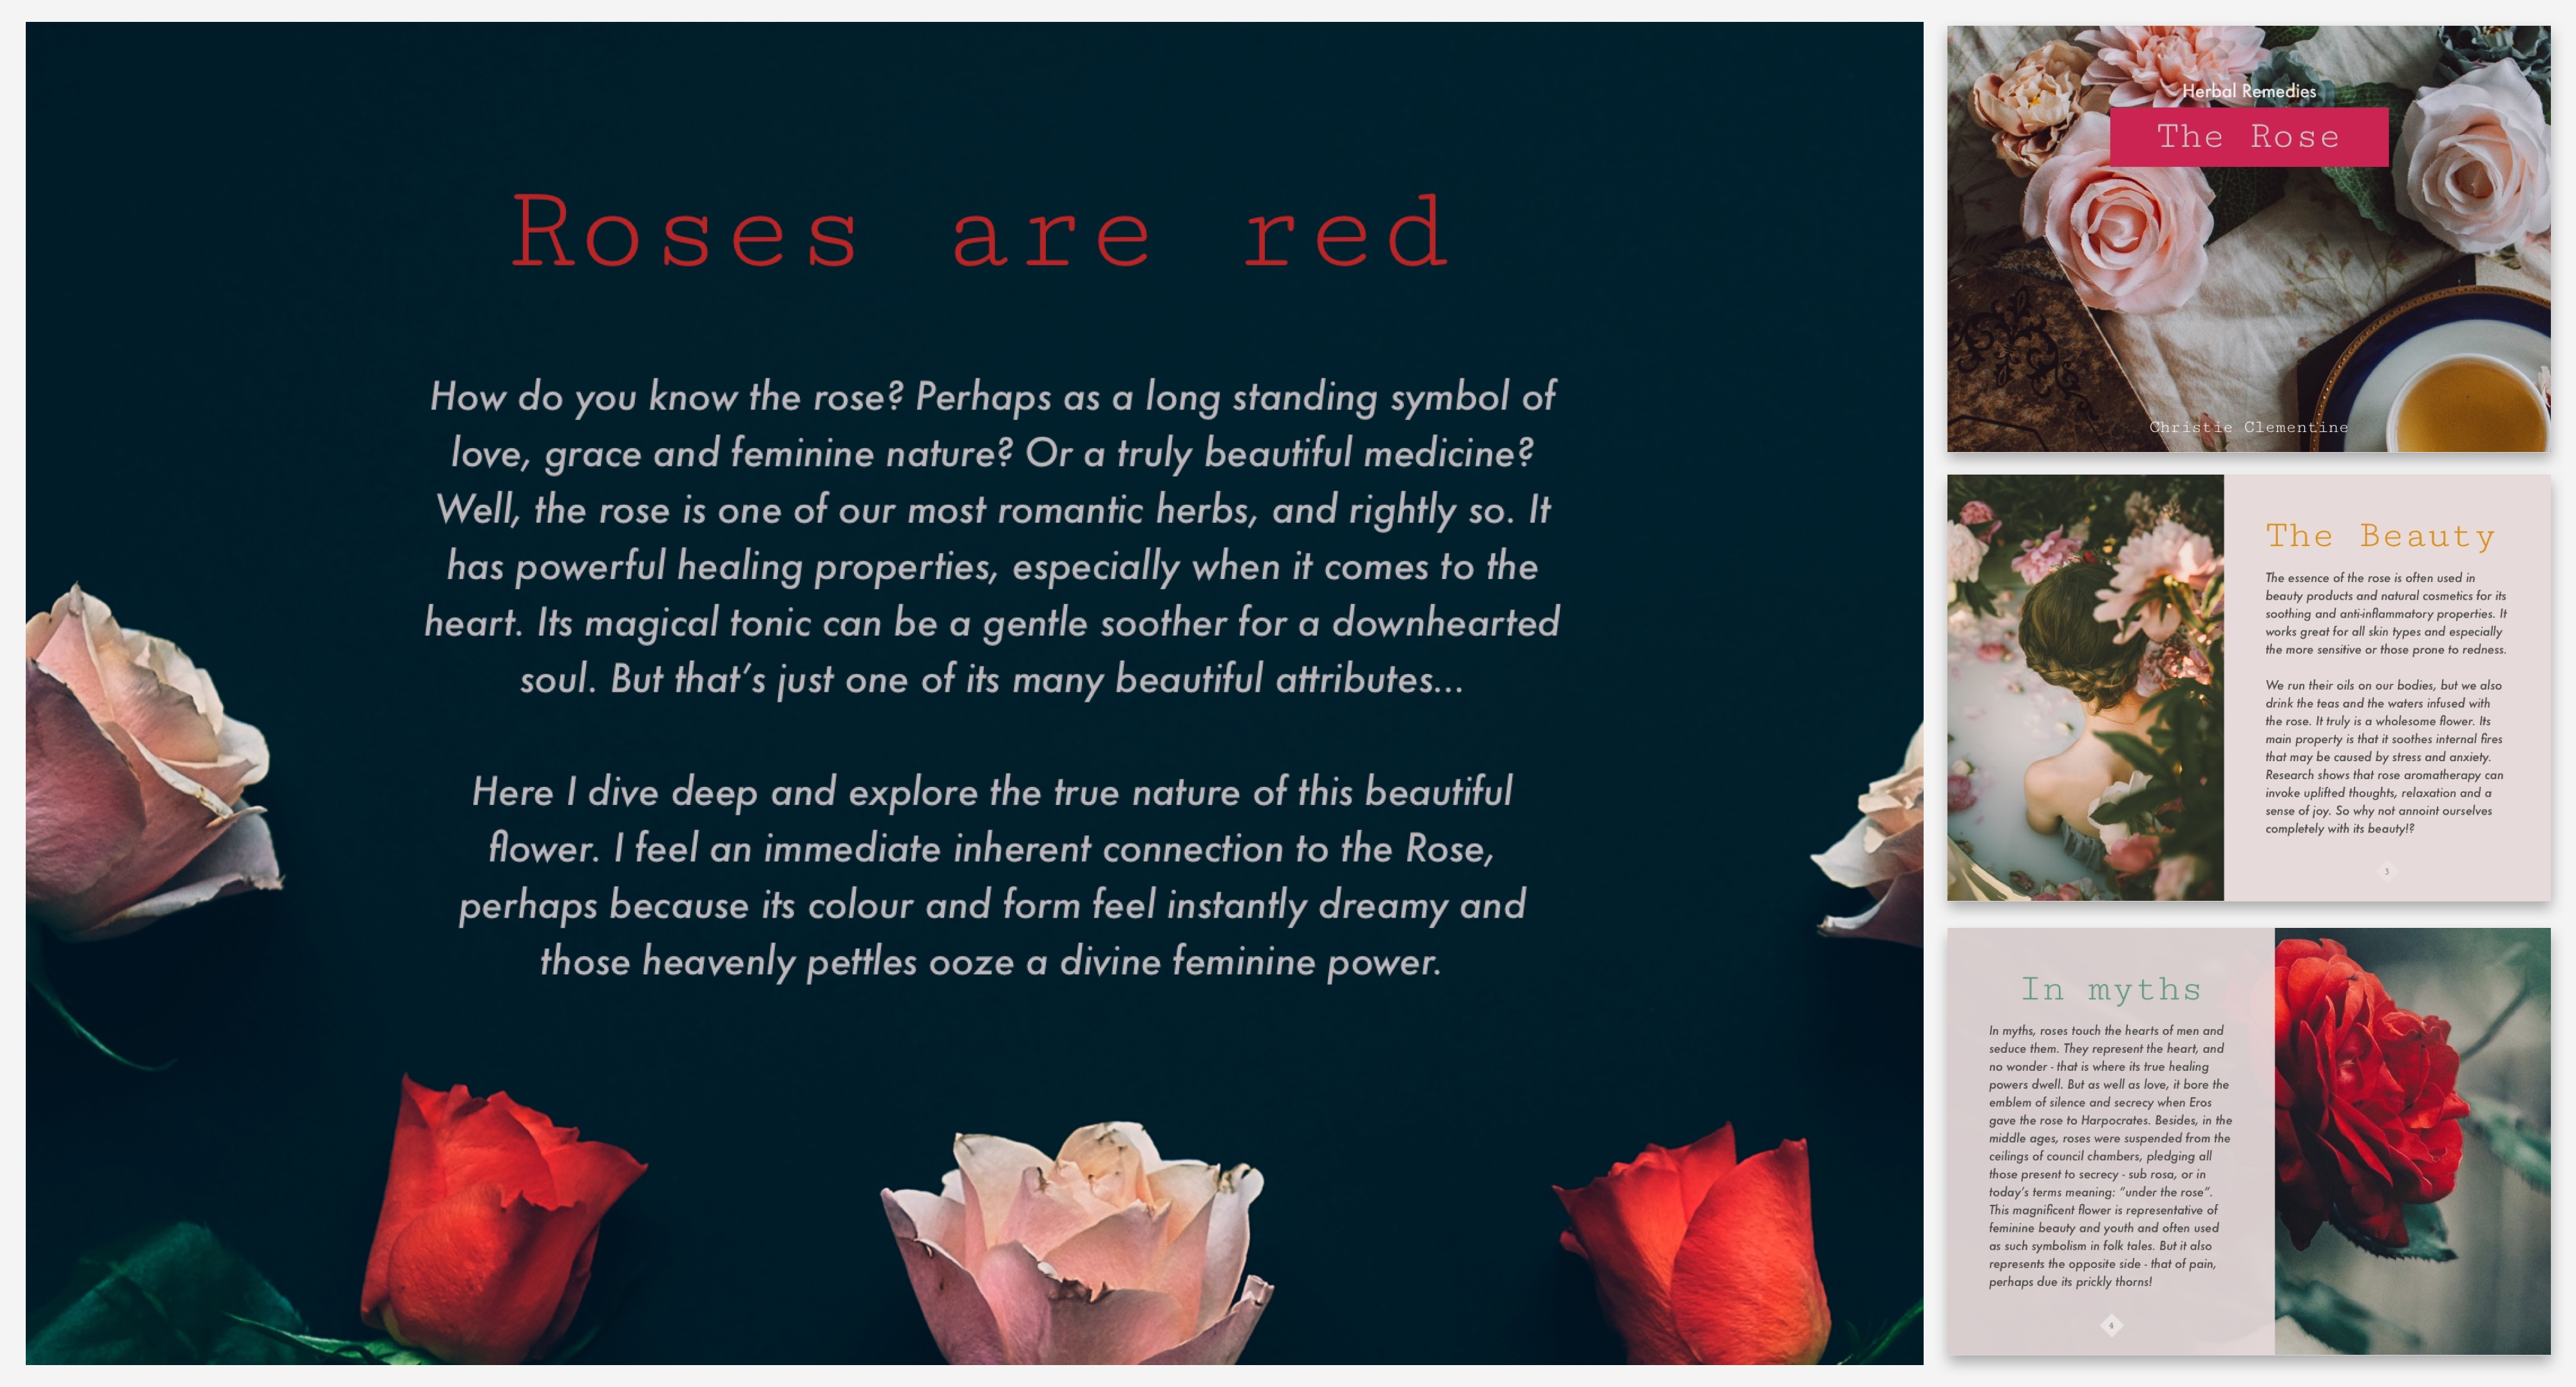 Roses are red
How do you know the rose? Perhaps as a long standing symbol of
love, grace and feminine nature? Or a truly beautiful medicine?
Well, the rose is one of our most romantic herbs, and rightly so. It
has powerful healing properties, especially when it comes to the
heart. Its magical tonic can be a gentle soother for a downhearted
soul. But that’s just one of its many beautiful attributes...
Here I dive deep and explore the true nature of this beautiful
flower. I feel an immediate inherent connection to the Rose,
perhaps because its colour and form feel instantly dreamy and
those heavenly pettles ooze a divine feminine power.
Herbal Remedies
The Rose
Christie Clementine
The Beauty
The essence of the rose is often used in
beauty products and natural cosmetics for its
soothing and anti-inflammatory properties. It
works great for all skin types and especially
the more sensitive or those prone to redness.
We run their oils on our bodies, but we also
drink the teas and the waters infused with
the rose. It truly is a wholesome flower. Its
main property is that it soothes internal fires
that may be caused by stress and anxiety.
Research shows that rose aromatherapy can
invoke uplifted thoughts, relaxation and a
sense of joy. So why not annoint ourselves
completely with its beauty!?
3
In myths
In myths, roses touch the hearts of men and
seduce them. They represent the heart, and
no wonder - that is where its true healing
powers dwell. But as well as love, it bore the
emblem of silence and secrecy when Eros
gave the rose to Harpocrates. Besides, in the
middle ages, roses were suspended from the
ceilings of council chambers, pledging all
those present to secrecy - sub rosa, or in
today’s terms meaning: “under the rose”.
This magnificent flower is representative of
feminine beauty and youth and often used
as such symbolism in folk tales. But it also
represents the opposite side - that of pain,
perhaps due its prickly thorns!
4